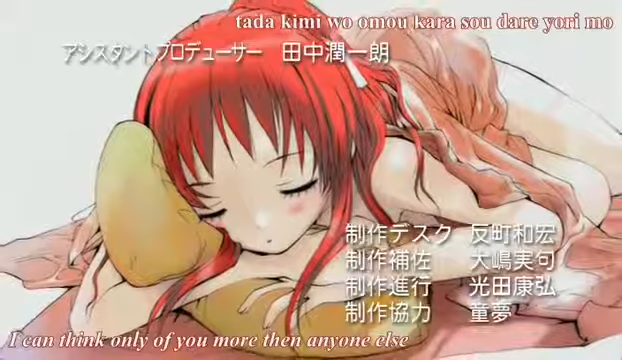 tada kimi wo omou kara sou dare yori mo
アシスタントプロデューサー 田中潤一朗
制作デスク 反町和宏
制作補佐 大嶋実句
制作進行 光田康弘
制作協力 童夢
I can think only of you more then anyone else